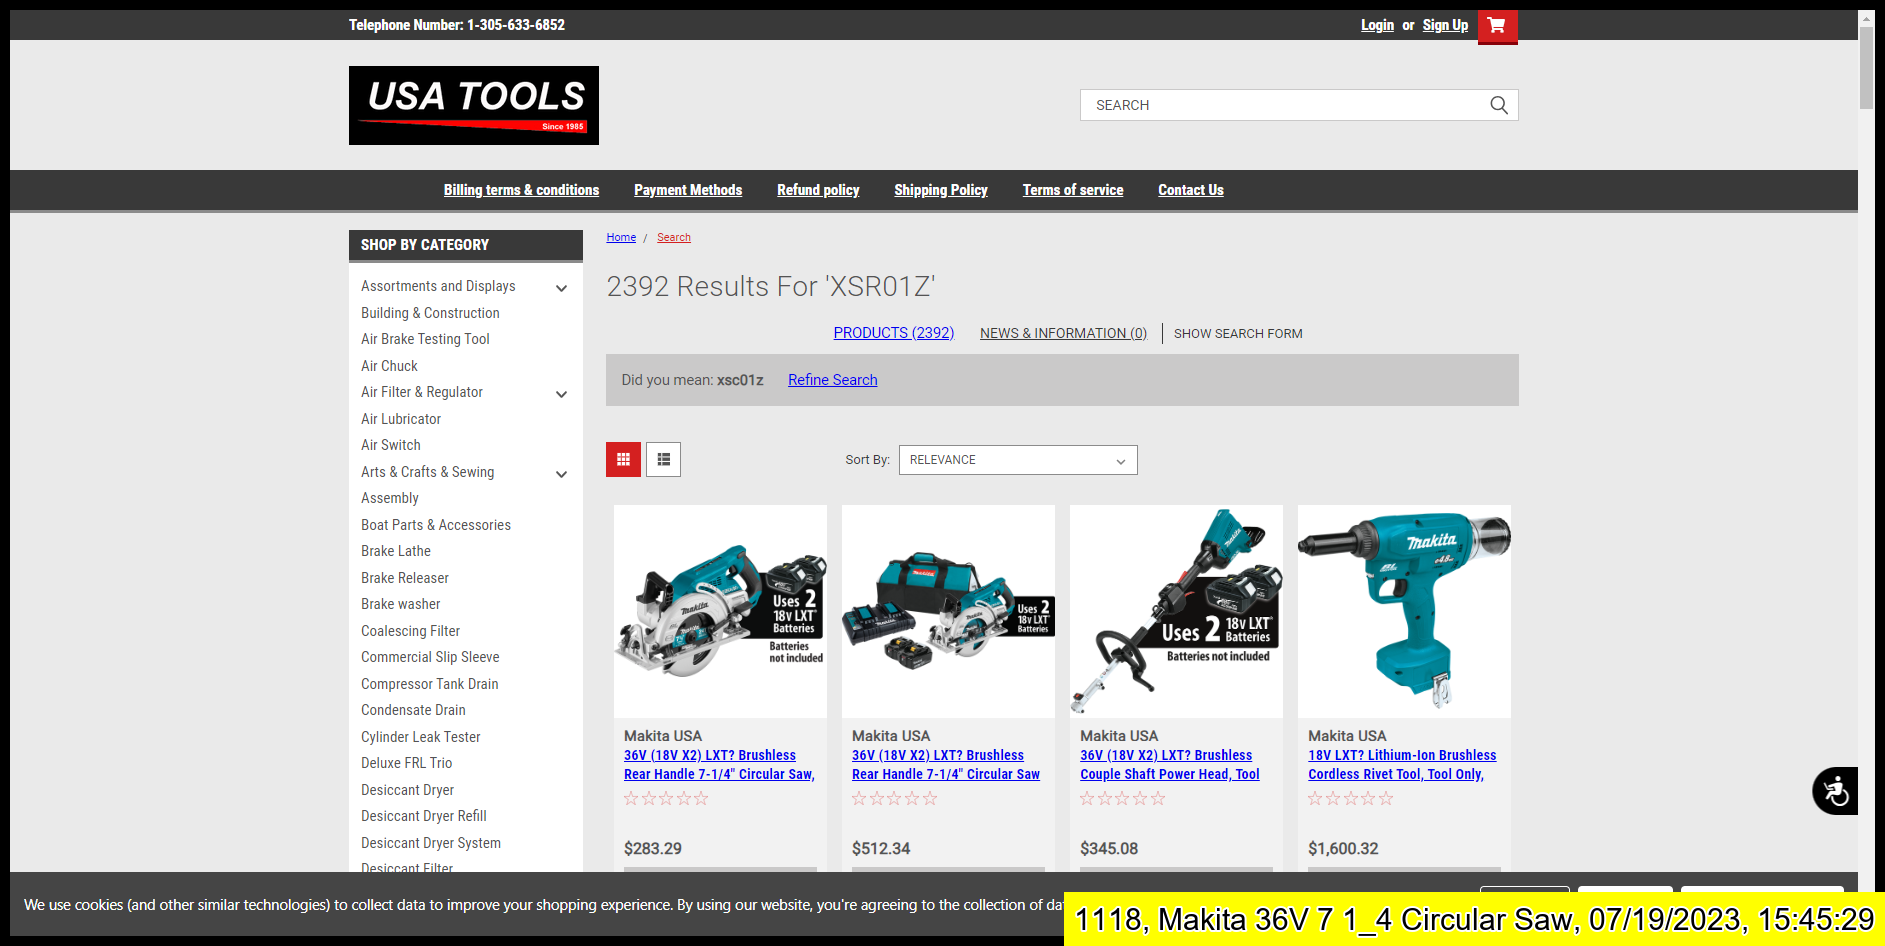 Telephone Number: 1-305-633-6852
Login or Sign Up
USA TOOLS
Since 1985
SEARCH
Billing terms & conditions Payment Methods Refund policy Shipping Policy Terms of service Contact Us
SHOP BY CATEGORY
Assortments and Displays
Building & Construction
Air Brake Testing Tool
Air Chuck
Air Filter & Regulator
Air Lubricator
Air Switch
Arts & Crafts & Sewing
Assembly
Boat Parts & Accessories
Brake Lathe
Brake Releaser
Brake washer
Coalescing Filter
Commercial Slip Sleeve
Compressor Tank Drain
Condensate Drain
Cylinder Leak Tester
Deluxe FRL Trio
Desiccant Dryer
Desiccant Dryer Refill
Desiccant Dryer System
Desiccant Filter
Home / Search
2392 Results For 'XSR01Z'
PRODUCTS (2392) NEWS & INFORMATION (0) SHOW SEARCH FORM
Did you mean: xsc01z Refine Search
Sort By: RELEVANCE
makita
Uses 2
18V LXT®
Batteries
Batteries
not included
Makita USA
36V (18V X2) LXT? Brushless
Rear Handle 7-1/4" Circular Saw,
$283.29
Uses 2
18V LXT®
Batteries
Makita USA
36V (18V X2) LXT? Brushless
Rear Handle 7-1/4" Circular Saw
$512.34
Uses 2 18V LXT®
Batteries
Batteries not included
Makita USA
36V (18V X2) LXT? Brushless
Couple Shaft Power Head, Tool
$345.08
makita
Makita USA
18V LXT? Lithium-Ion Brushless
Cordless Rivet Tool, Tool Only,
$1,600.32
We use cookies (and other similar technologies) to collect data to improve your shopping experience. By using our website, you're agreeing to the collection of da
1118, Makita 36V 7 1_4 Circular Saw, 07/19/2023, 15:45:29